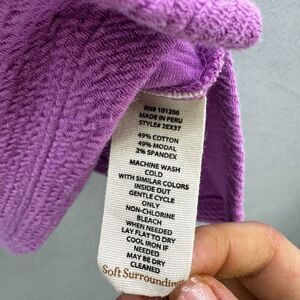 RN# 101206
MADE IN PERU
STYLE# 2EX37
49% COTTON
49% MODAL
2% SPANDEX
MACHINE WASH
COLD
WITH SIMILAR COLORS
INSIDE OUT
GENTLE CYCLE
ONLY
NON-CHLORINE
BLEACH
WHEN NEEDED
LAY FLAT TO DRY
COOL IRON IF
NEEDED
MAY BE DRY
CLEANED
Soft Surroundin